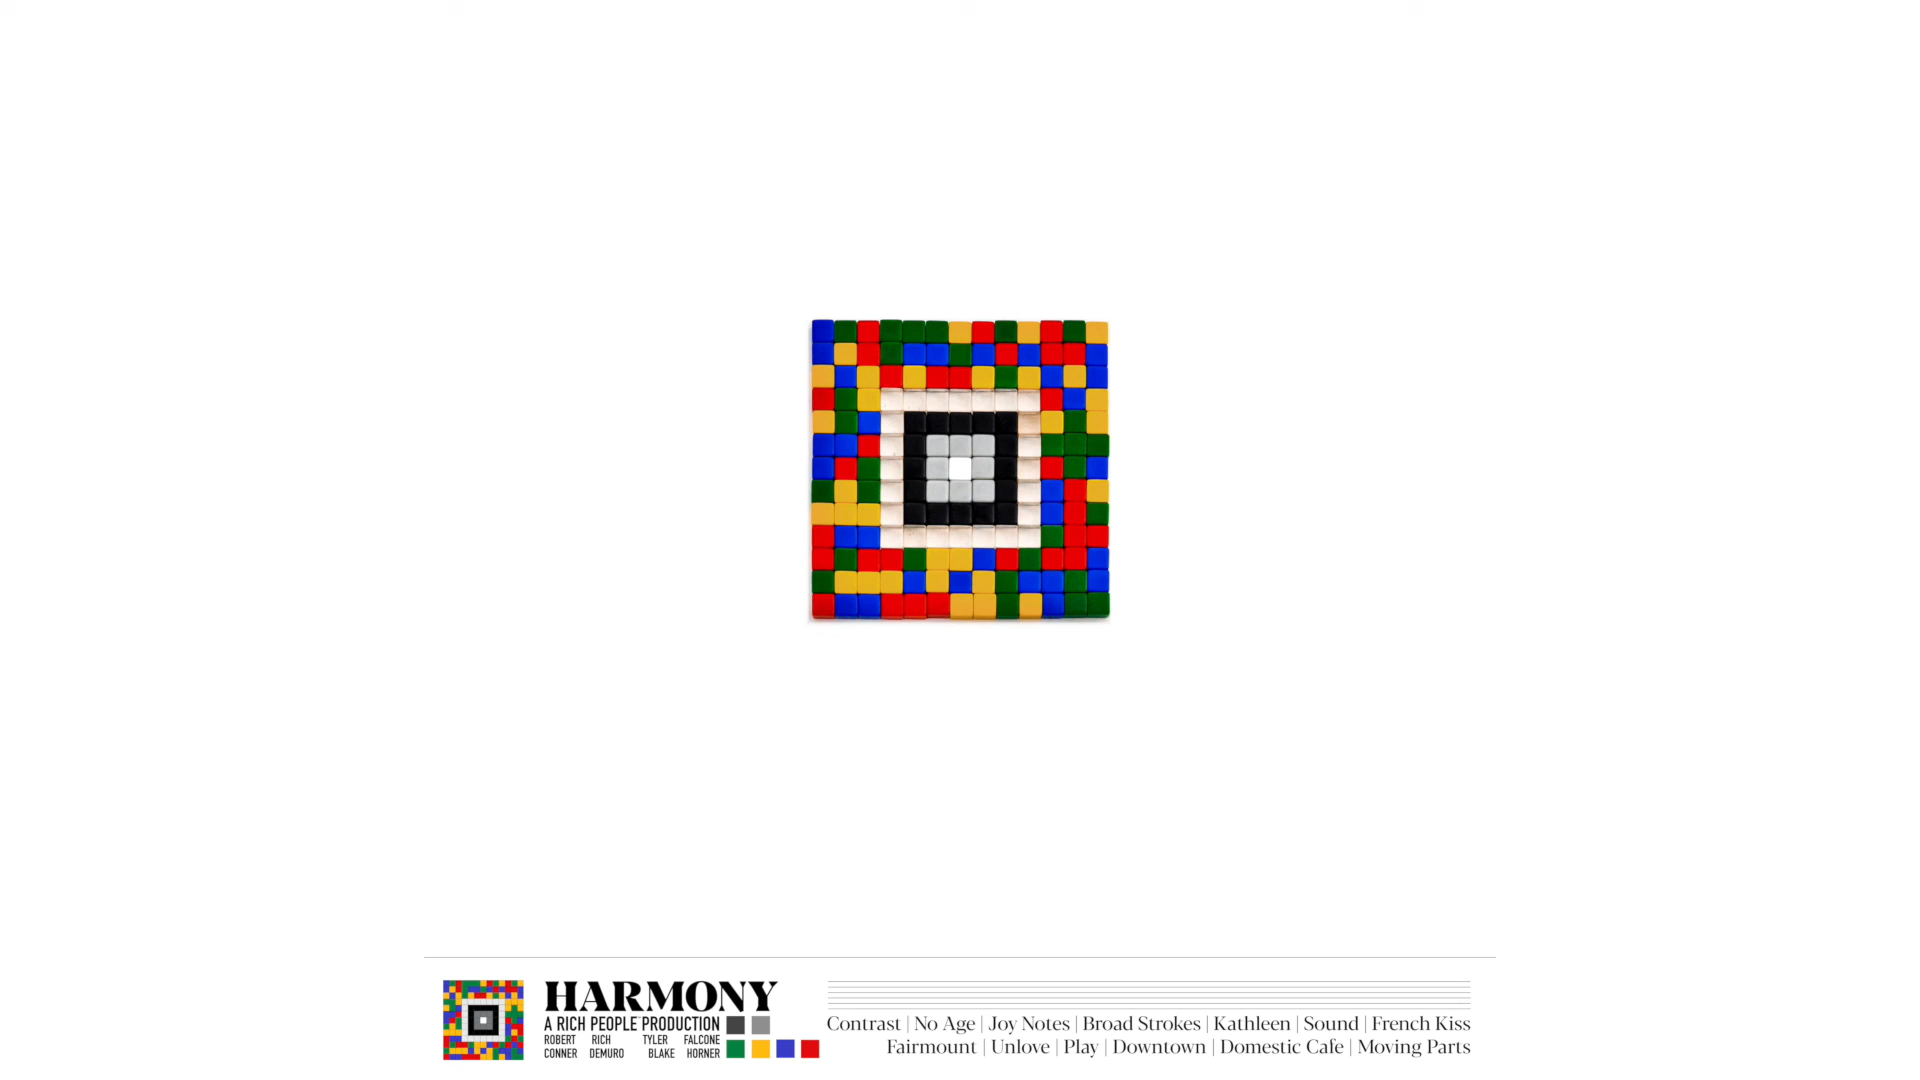 HARMONY
A RICH PEOPLE PRODUCTION
ROBERT RICH TYLER FALCONE
CONNER DEMURO BLAKE HORNER
Contrast | No Age | Joy Notes | Broad Strokes | Kathleen | Sound | French Kiss
Fairmount | Unlove | Play | Downtown | Domestic Cafe | Moving Parts